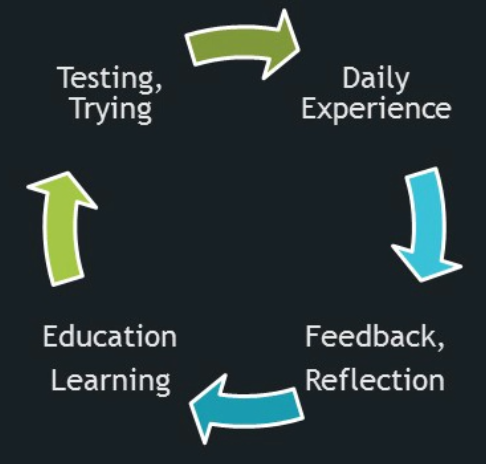 Testing,
Trying
Daily
Experience
Feedback,
Reflection
Education
Learning